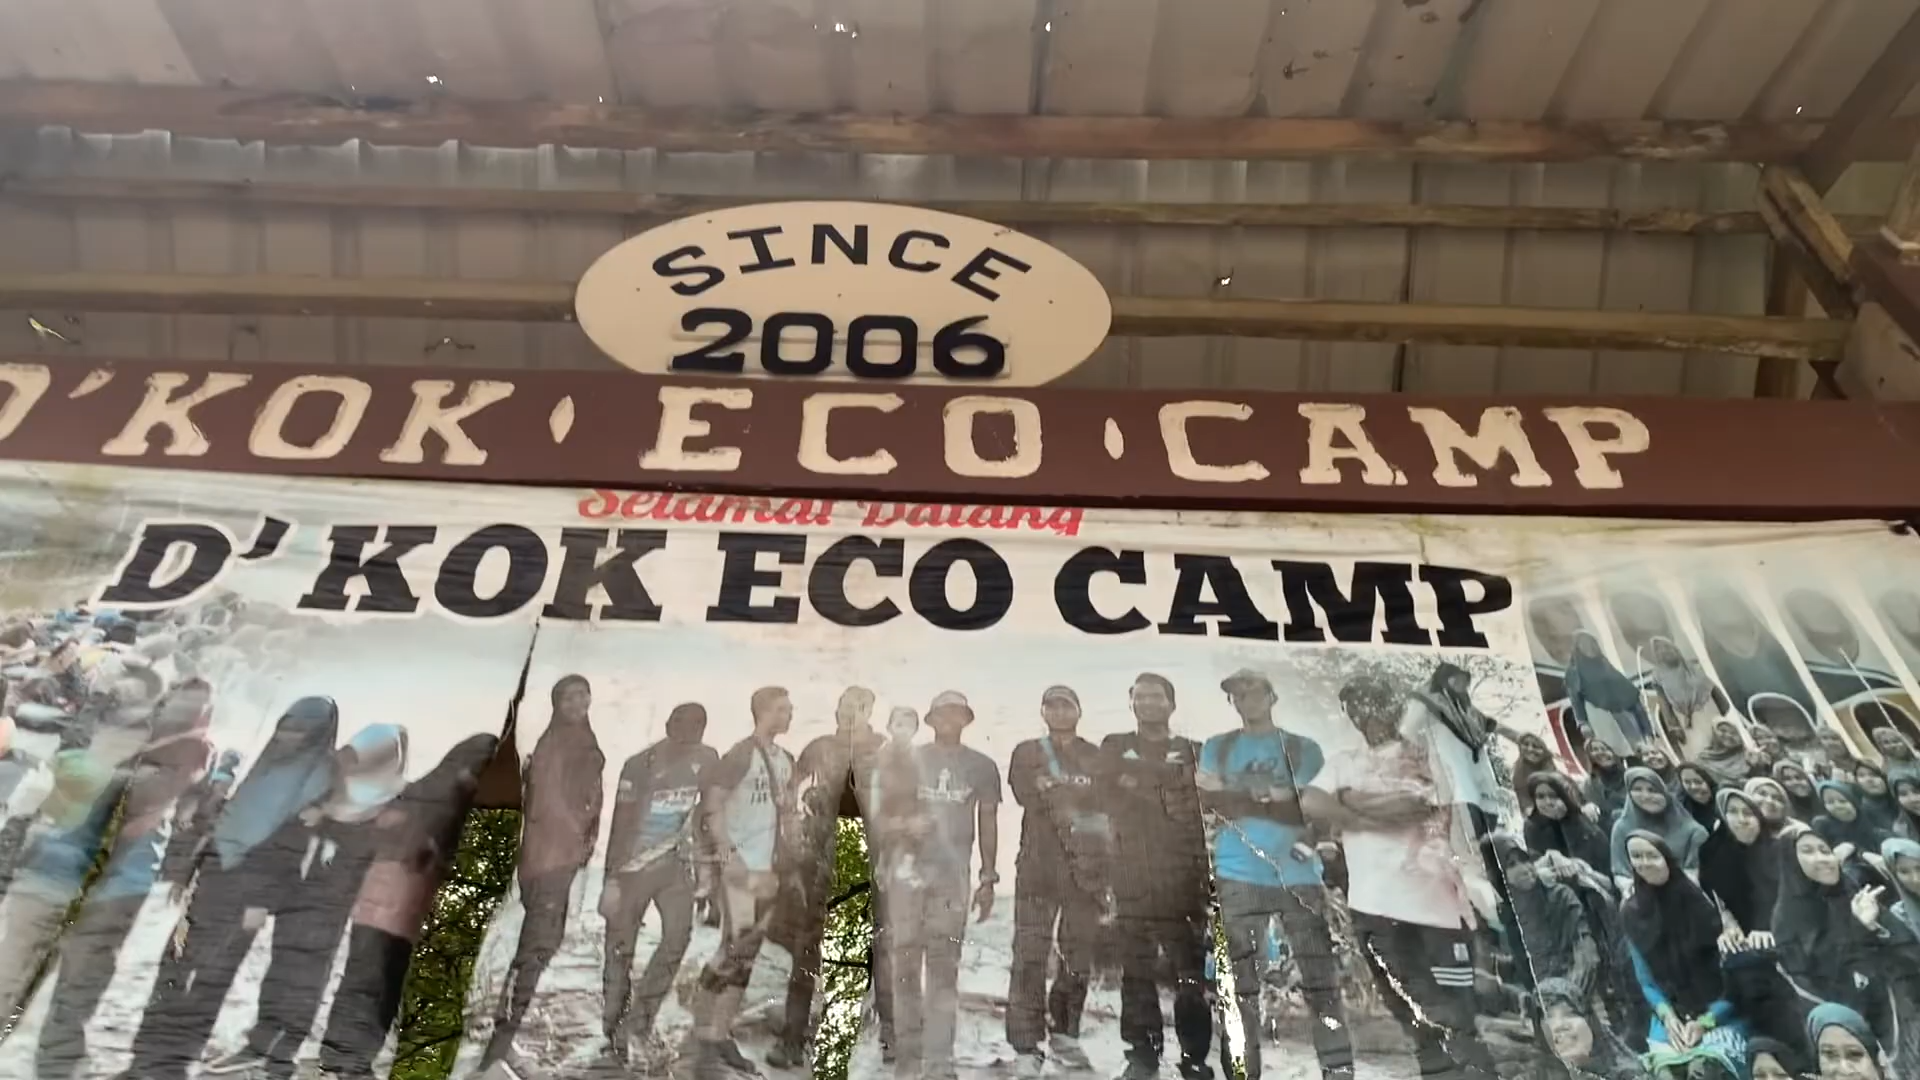 SINCE
2006
D'KOK · ECO · CAMP
Selamat Datang
D' KOK ECO CAMP